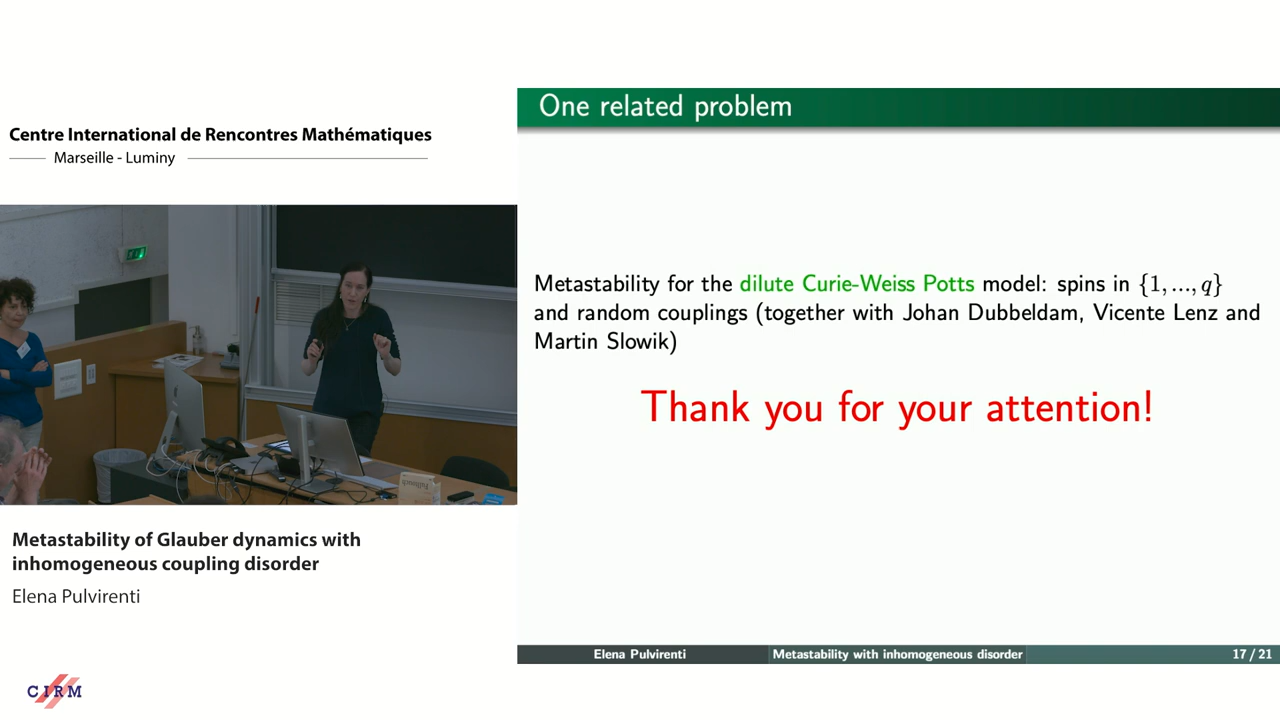 Centre International de Rencontres Mathématiques
Marseille - Luminy
Metastability of Glauber dynamics with
inhomogeneous coupling disorder
Elena Pulvirenti
CIRM
One related problem
Metastability for the dilute Curie-Weiss Potts model: spins in {1, ..., q}
and random couplings (together with Johan Dubbeldam, Vicente Lenz and
Martin Slowik)
Thank you for your attention!
Elena Pulvirenti
Metastability with inhomogeneous disorder
17 / 21